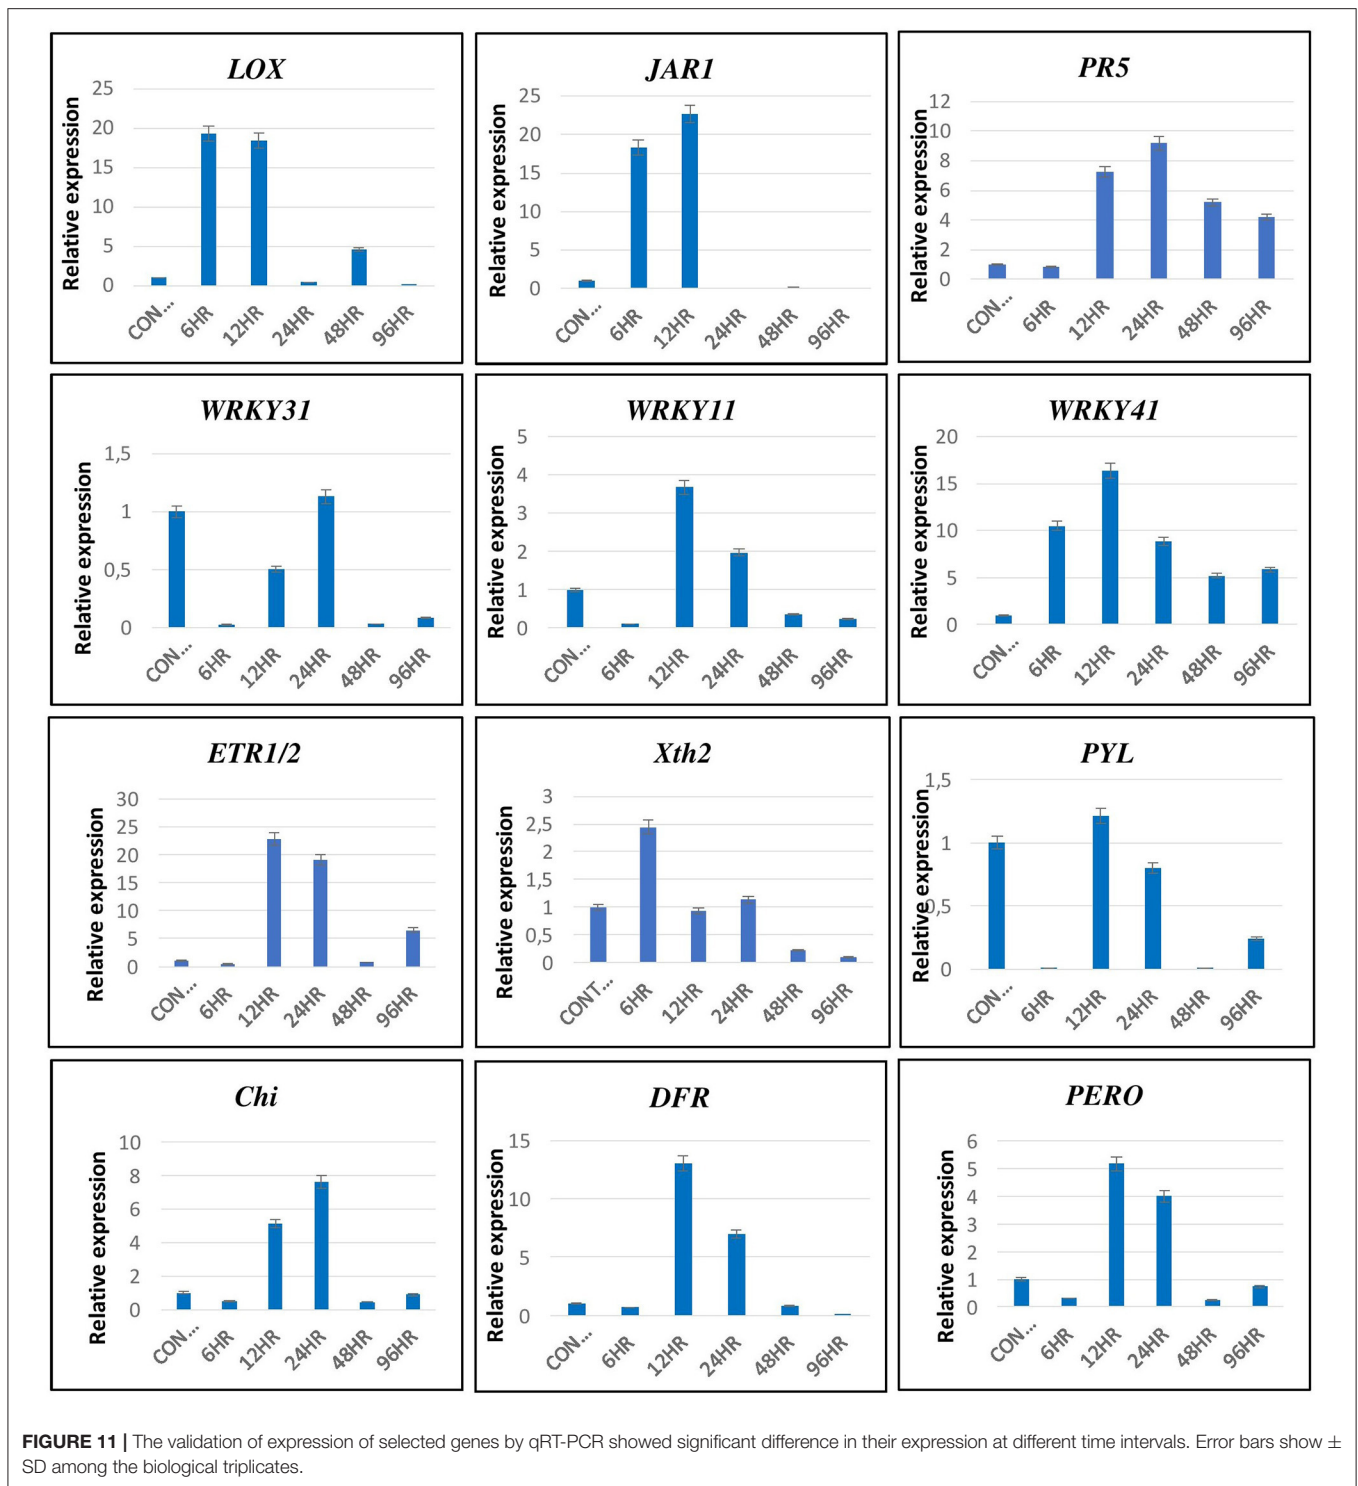 LOX
Relative expression
25
20
15
10
5
0
CON...
6HR
12HR
24HR
48HR
96HR
JAR1
Relative expression
25
20
15
10
5
0
CON...
6HR
12HR
24HR
48HR
96HR
PR5
Relative expression
12
10
8
6
4
2
0
CON...
6HR
12HR
24HR
48HR
96HR
WRKY31
Relative expression
1,5
1
0,5
0
CON...
6HR
12HR
24HR
48HR
96HR
WRKY11
Relative expression
5
4
3
2
1
0
CON...
6HR
12HR
24HR
48HR
96HR
WRKY41
Relative expression
20
15
10
5
0
CON...
6HR
12HR
24HR
48HR
96HR
ETR1/2
Relative expression
30
25
20
15
10
5
0
CON...
6HR
12HR
24HR
48HR
96HR
Xth2
Relative expression
3
2,5
2
1,5
1
0,5
0
CONT...
6HR
12HR
24HR
48HR
96HR
PYL
Relative expression
1,5
1
0,5
0
CON...
6HR
12HR
24HR
48HR
96HR
Chi
Relative expression
10
8
6
4
2
0
CON...
6HR
12HR
24HR
48HR
96HR
DFR
Relative expression
15
10
5
0
CON...
6HR
12HR
24HR
48HR
96HR
PERO
Relative expression
6
5
4
3
2
1
0
CON...
6HR
12HR
24HR
48HR
96HR
FIGURE 11 | The validation of expression of selected genes by qRT-PCR showed significant difference in their expression at different time intervals. Error bars show ±
SD among the biological triplicates.